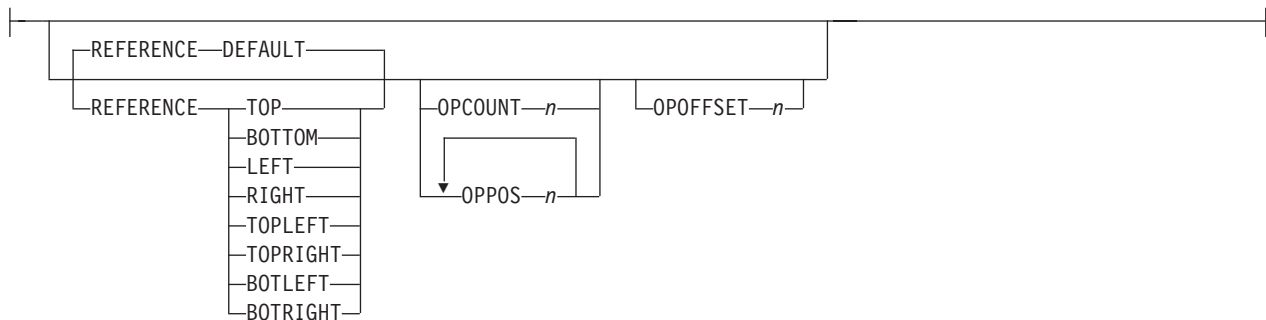 REFERENCE DEFAULT
REFERENCE TOP OPCOUNT n OPOFFSET n
BOTTOM
LEFT
RIGHT OPPOS n
TOPLEFT
TOPRIGHT
BOTLEFT
BOTRIGHT